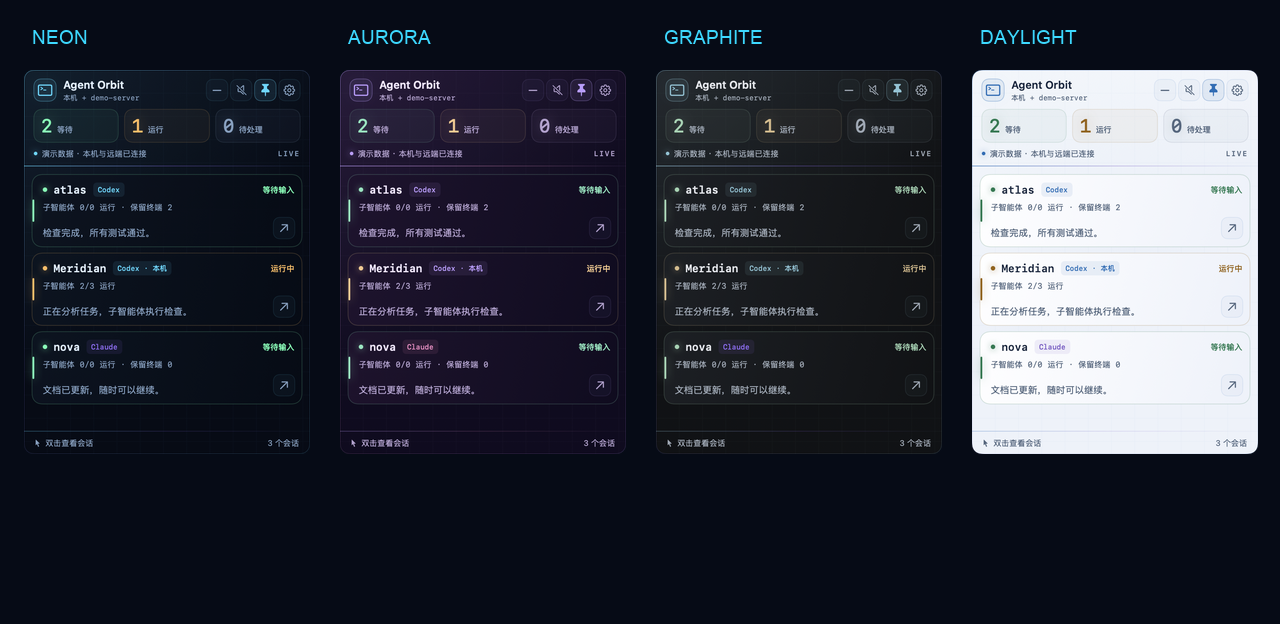 NEON
Agent Orbit
本机 + demo-server
2 等待 1 运行 0 待处理
演示数据 · 本机与远端已连接 LIVE
atlas Codex 等待输入
子智能体 0/0 运行 · 保留终端 2
检查完成，所有测试通过。
Meridian Codex · 本机 运行中
子智能体 2/3 运行
正在分析任务，子智能体执行检查。
nova Claude 等待输入
子智能体 0/0 运行 · 保留终端 0
文档已更新，随时可以继续。
双击查看会话 3 个会话
AURORA
Agent Orbit
本机 + demo-server
2 等待 1 运行 0 待处理
演示数据 · 本机与远端已连接 LIVE
atlas Codex 等待输入
子智能体 0/0 运行 · 保留终端 2
检查完成，所有测试通过。
Meridian Codex · 本机 运行中
子智能体 2/3 运行
正在分析任务，子智能体执行检查。
nova Claude 等待输入
子智能体 0/0 运行 · 保留终端 0
文档已更新，随时可以继续。
双击查看会话 3 个会话
GRAPHITE
Agent Orbit
本机 + demo-server
2 等待 1 运行 0 待处理
演示数据 · 本机与远端已连接 LIVE
atlas Codex 等待输入
子智能体 0/0 运行 · 保留终端 2
检查完成，所有测试通过。
Meridian Codex · 本机 运行中
子智能体 2/3 运行
正在分析任务，子智能体执行检查。
nova Claude 等待输入
子智能体 0/0 运行 · 保留终端 0
文档已更新，随时可以继续。
双击查看会话 3 个会话
DAYLIGHT
Agent Orbit
本机 + demo-server
2 等待 1 运行 0 待处理
演示数据 · 本机与远端已连接 LIVE
atlas Codex 等待输入
子智能体 0/0 运行 · 保留终端 2
检查完成，所有测试通过。
Meridian Codex · 本机 运行中
子智能体 2/3 运行
正在分析任务，子智能体执行检查。
nova Claude 等待输入
子智能体 0/0 运行 · 保留终端 0
文档已更新，随时可以继续。
双击查看会话 3 个会话